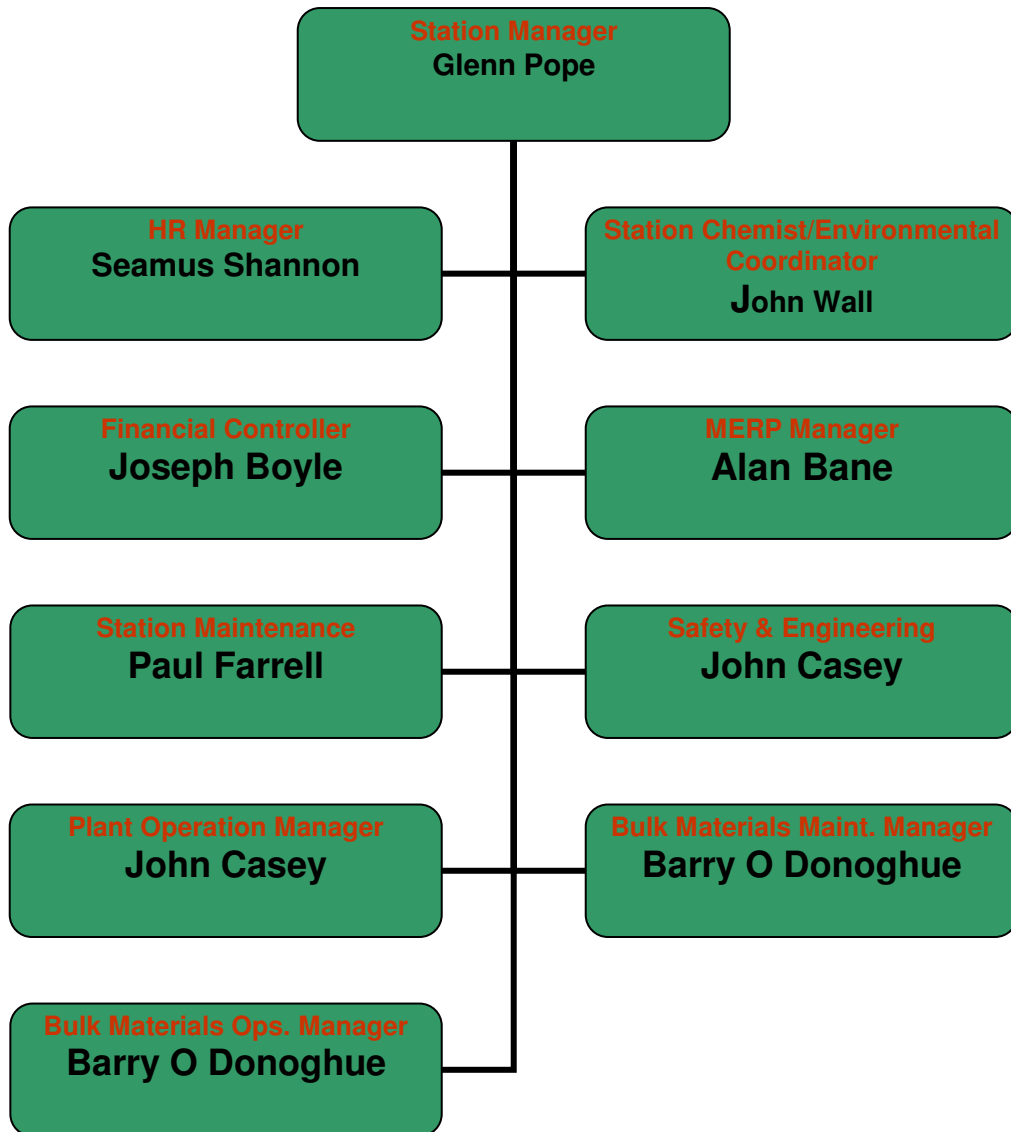 Station Manager
Glenn Pope
HR Manager
Seamus Shannon
Station Chemist/Environmental
Coordinator
John Wall
Financial Controller
Joseph Boyle
MERP Manager
Alan Bane
Station Maintenance
Paul Farrell
Safety & Engineering
John Casey
Plant Operation Manager
John Casey
Bulk Materials Maint. Manager
Barry O Donoghue
Bulk Materials Ops. Manager
Barry O Donoghue